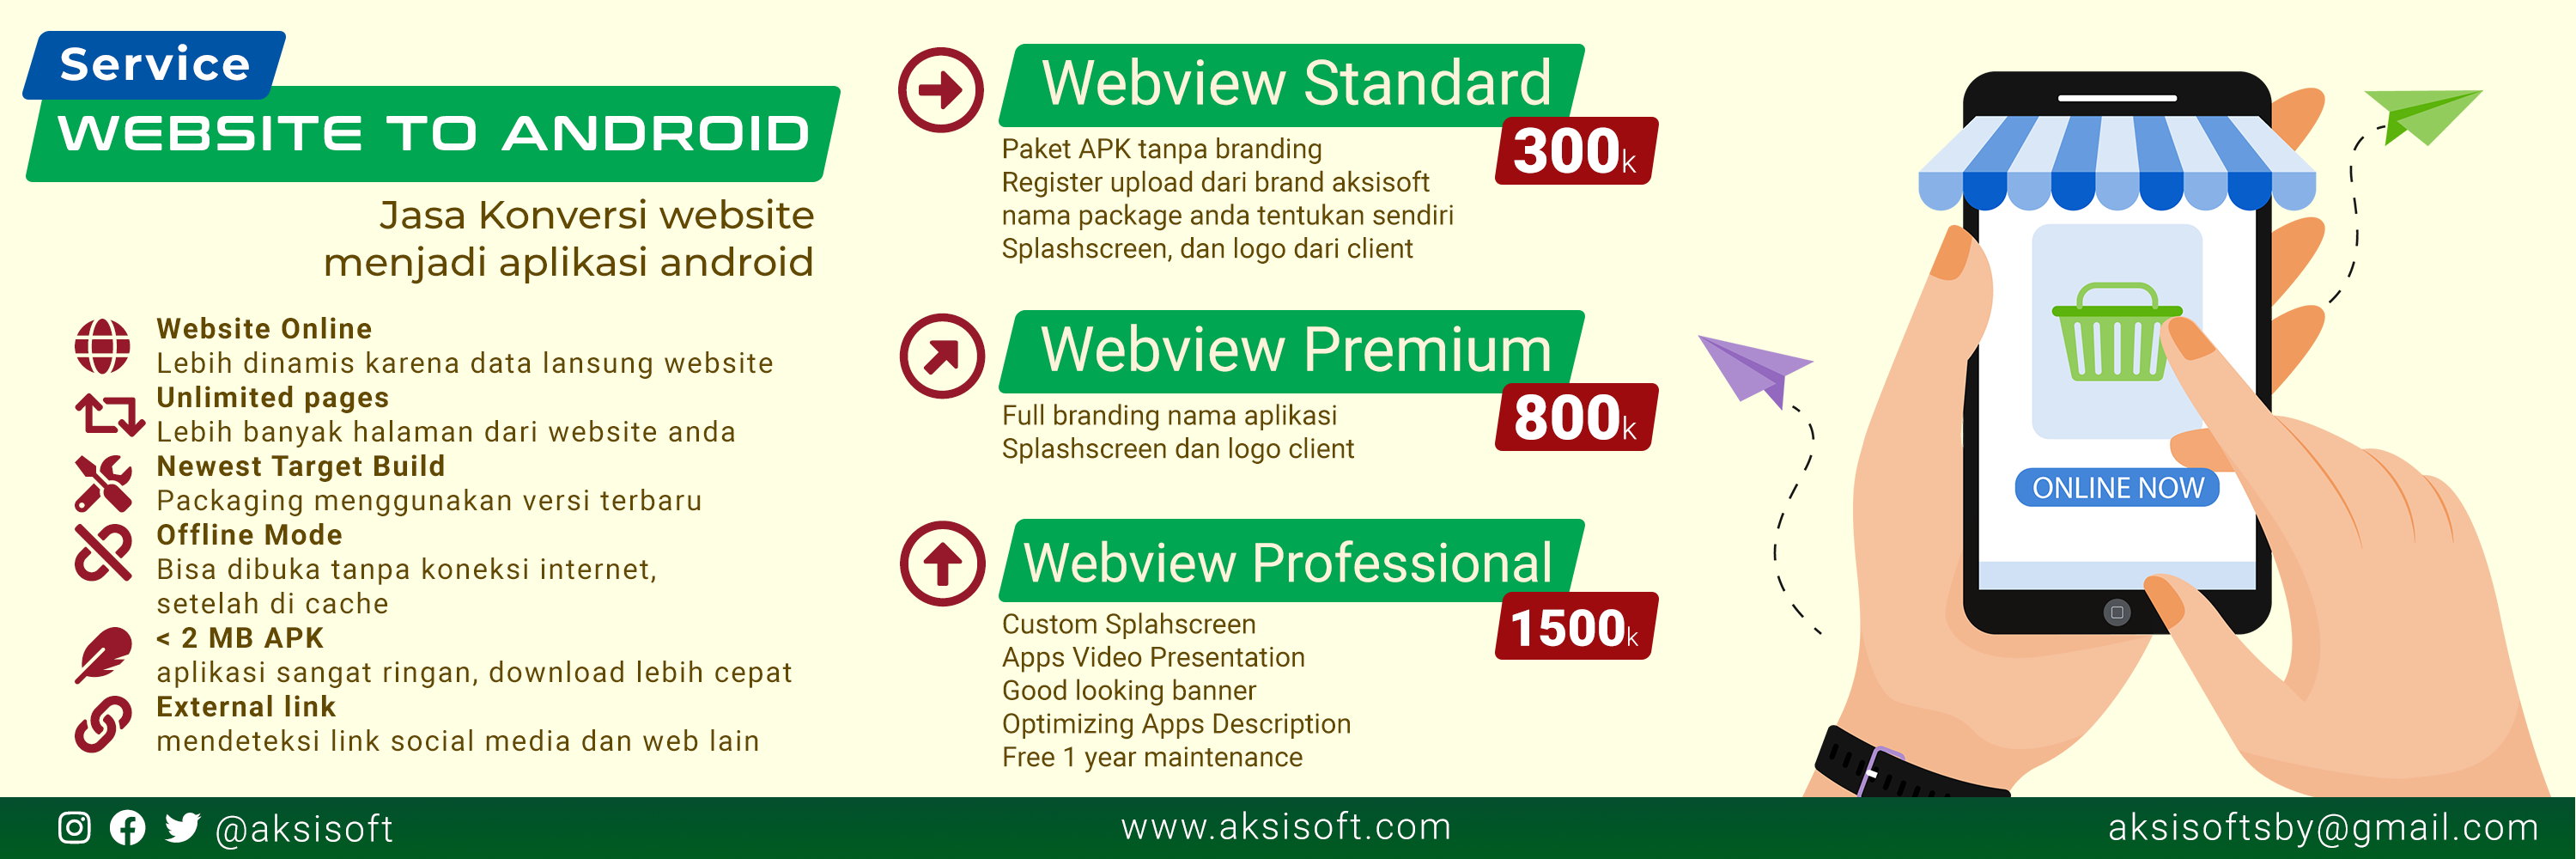 Service
WEBSITE TO ANDROID
Jasa Konversi website
menjadi aplikasi android
Website Online
Lebih dinamis karena data lansung website
Unlimited pages
Lebih banyak halaman dari website anda
Newest Target Build
Packaging menggunakan versi terbaru
Offline Mode
Bisa dibuka tanpa koneksi internet,
setelah di cache
< 2 MB APK
aplikasi sangat ringan, download lebih cepat
External link
mendeteksi link social media dan web lain
Webview Standard
300k
Paket APK tanpa branding
Register upload dari brand aksisoft
nama package anda tentukan sendiri
Splashscreen, dan logo dari client
Webview Premium
800k
Full branding nama aplikasi
Splashscreen dan logo client
Webview Professional
1500k
Custom Splahscreen
Apps Video Presentation
Good looking banner
Optimizing Apps Description
Free 1 year maintenance
ONLINE NOW
@aksisoft
www.aksisoft.com
aksisoftsby@gmail.com